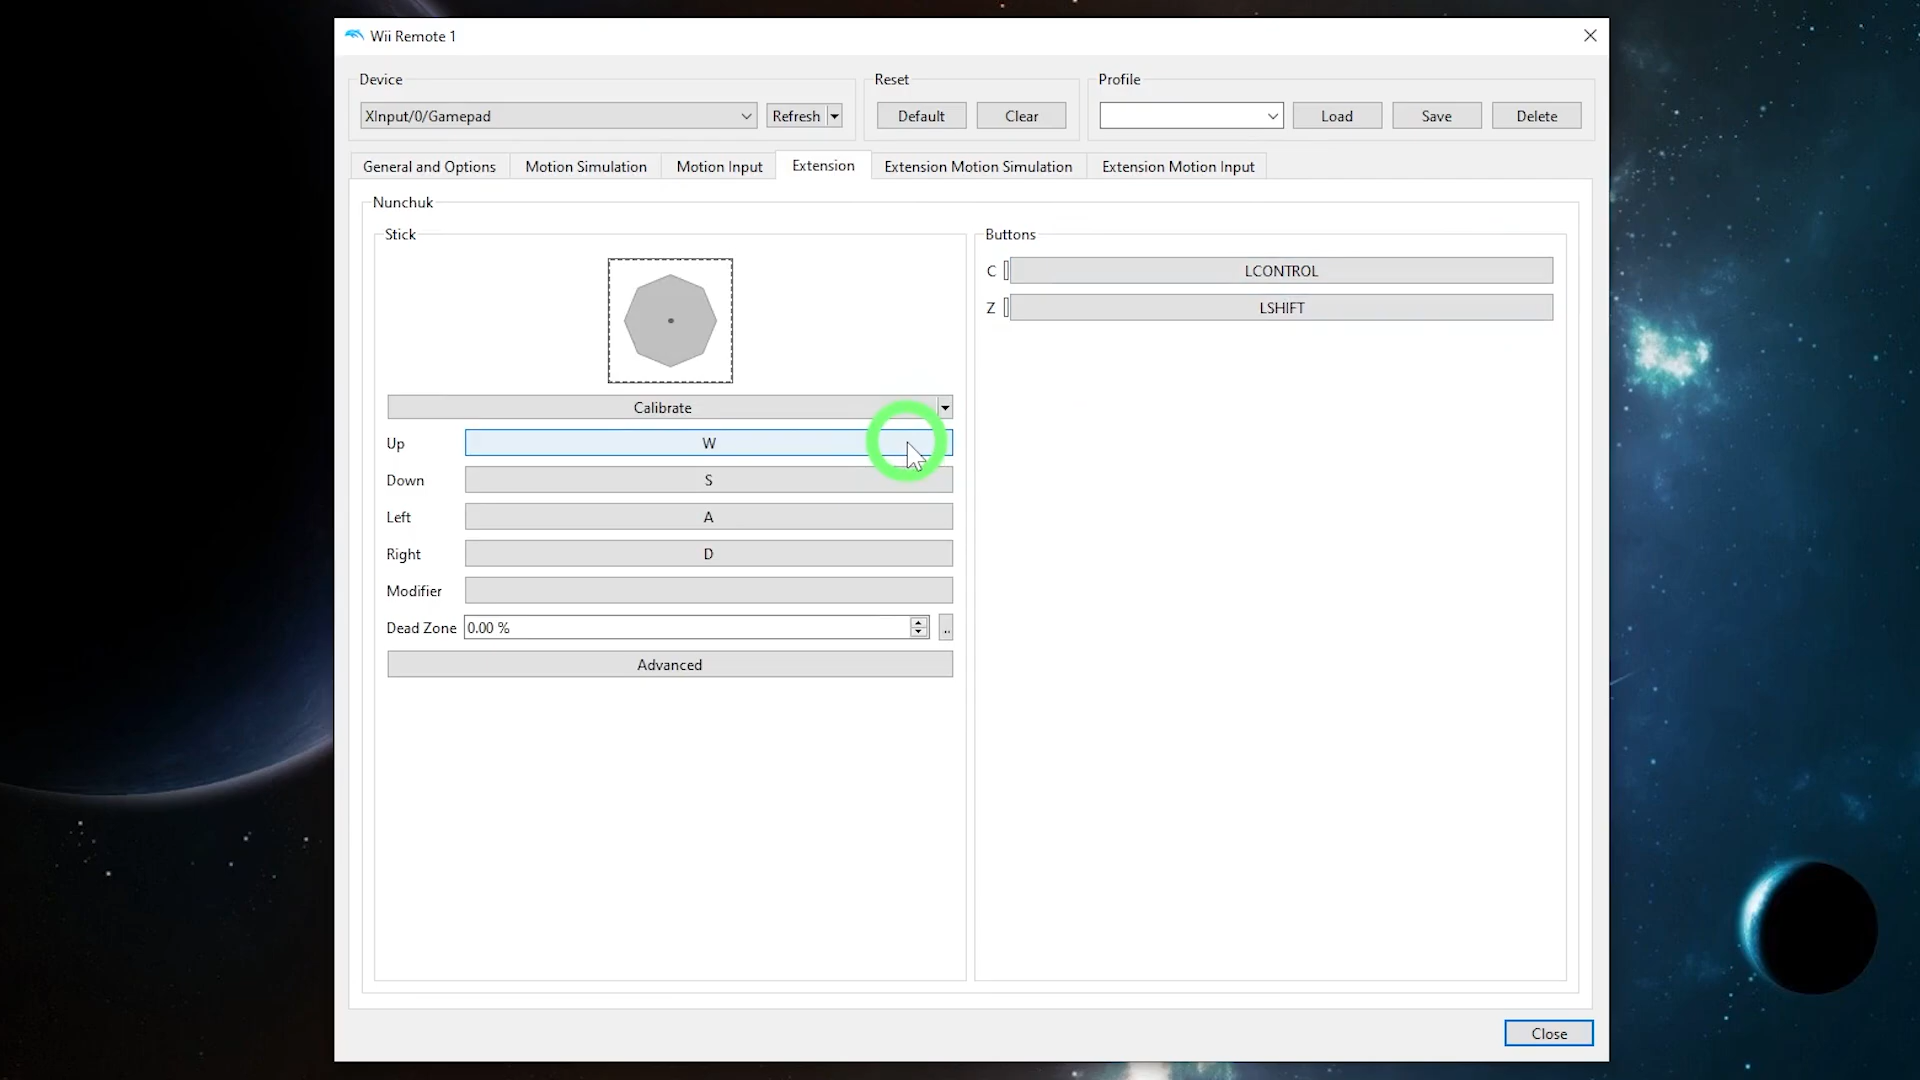 Wii Remote 1
Device
Reset
Profile
XInput/0/Gamepad
Refresh
Default
Clear
Load
Save
Delete
General and Options
Motion Simulation
Motion Input
Extension
Extension Motion Simulation
Extension Motion Input
Nunchuk
Stick
Buttons
C
LCONTROL
Z
LSHIFT
Calibrate
Up
W
Down
S
Left
A
Right
D
Modifier
Dead Zone
0.00 %
..
Advanced
Close